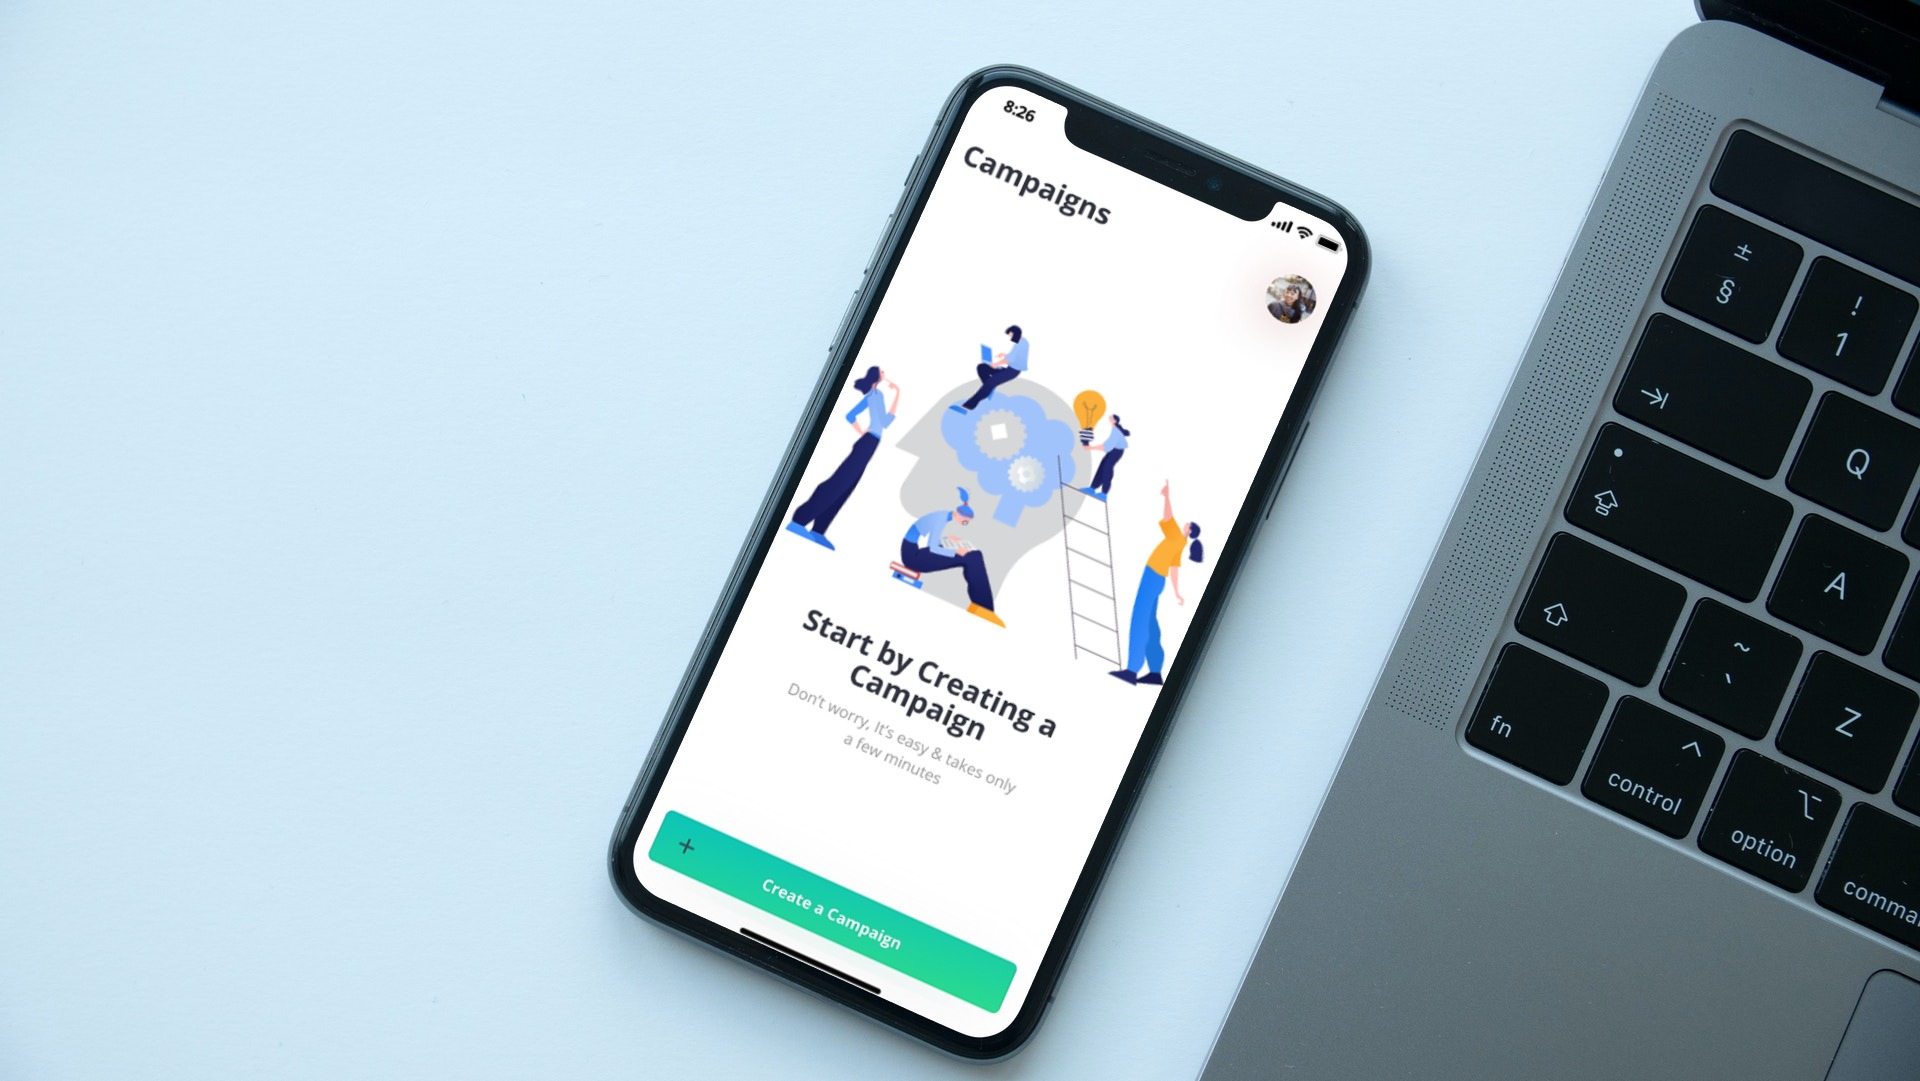 8:26
Campaigns
Start by Creating a
Campaign
Don't worry, It's easy & takes only
a few minutes
+
Create a Campaign
±
§
!
1
Q
A
~
`
Z
fn
^
control
option